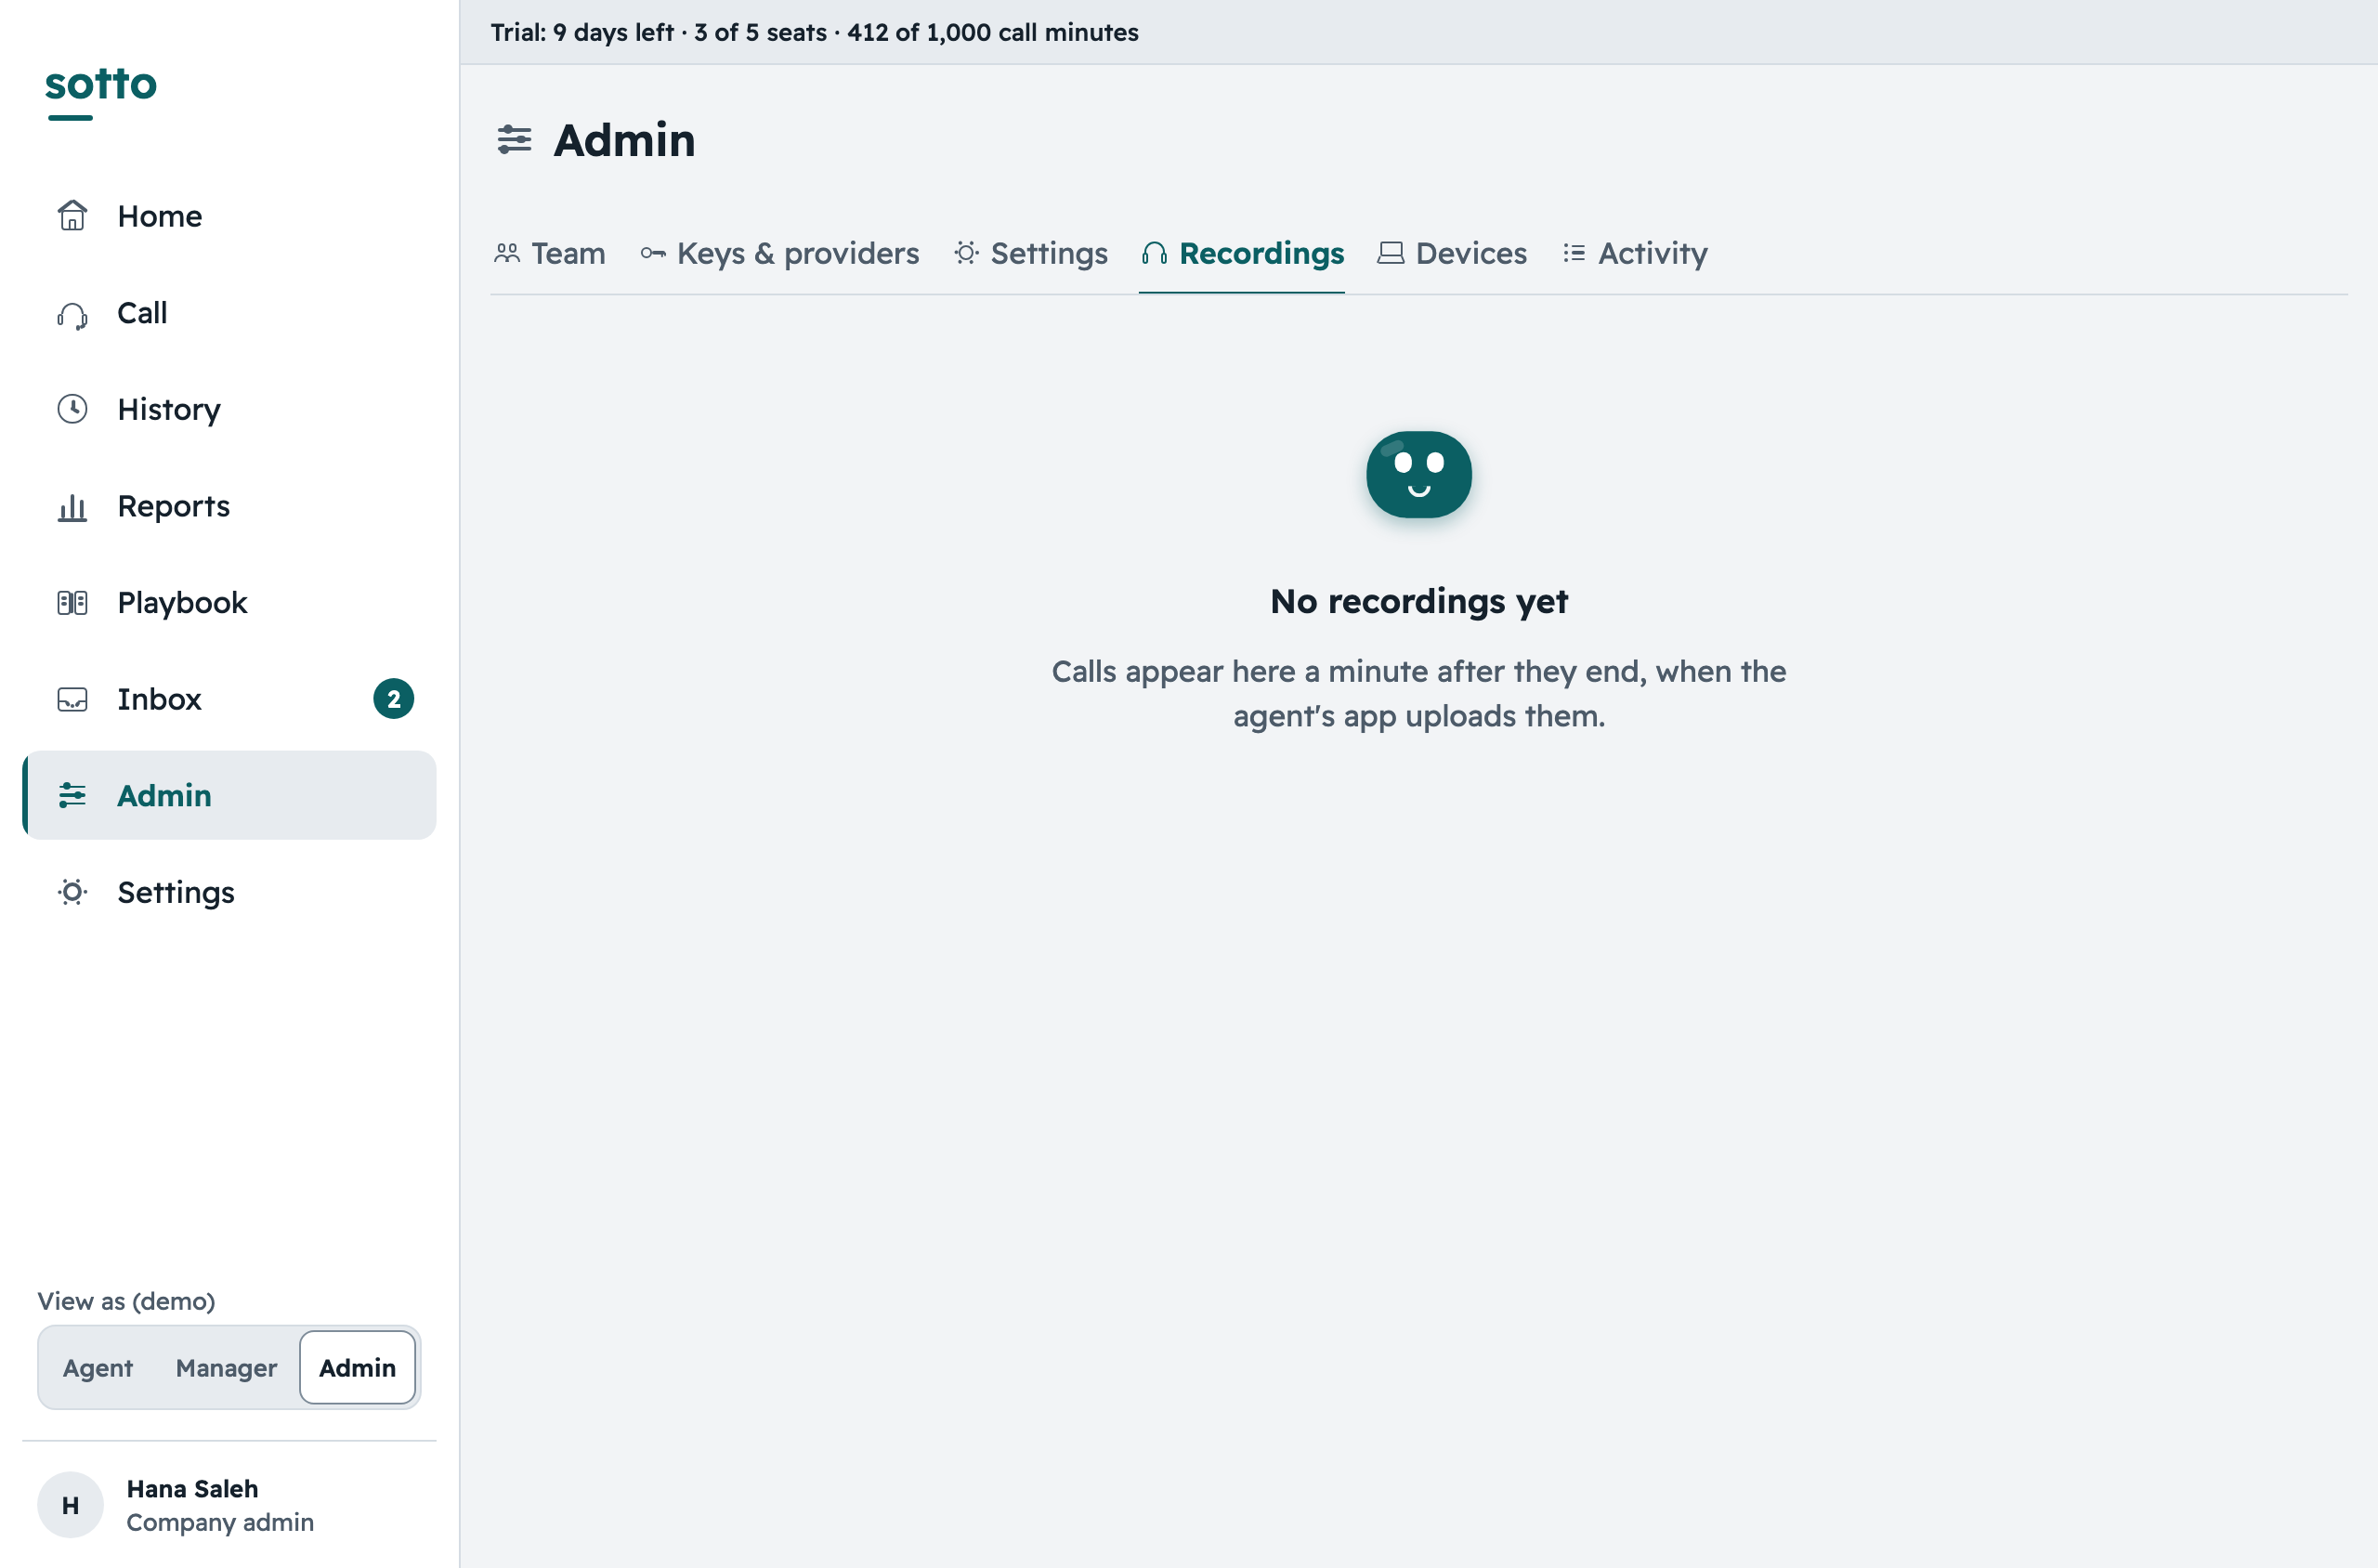 sotto
Home
Call
History
Reports
Playbook
Inbox 2
Admin
Settings
View as (demo)
Agent Manager Admin
H
Hana Saleh
Company admin
Trial: 9 days left · 3 of 5 seats · 412 of 1,000 call minutes
Admin
Team Keys & providers Settings Recordings Devices Activity
No recordings yet
Calls appear here a minute after they end, when the
agent's app uploads them.